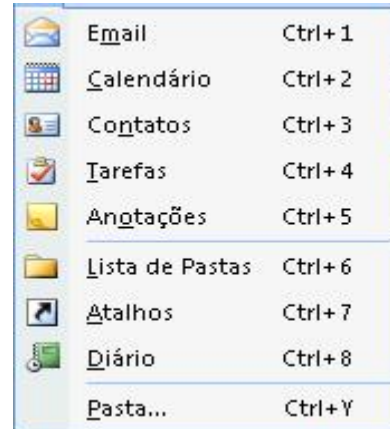 Email Ctrl+1
Calendário Ctrl+2
Contatos Ctrl+3
Tarefas Ctrl+4
Anotações Ctrl+5
Lista de Pastas Ctrl+6
Atalhos Ctrl+7
Diário Ctrl+8
Pasta... Ctrl+Y